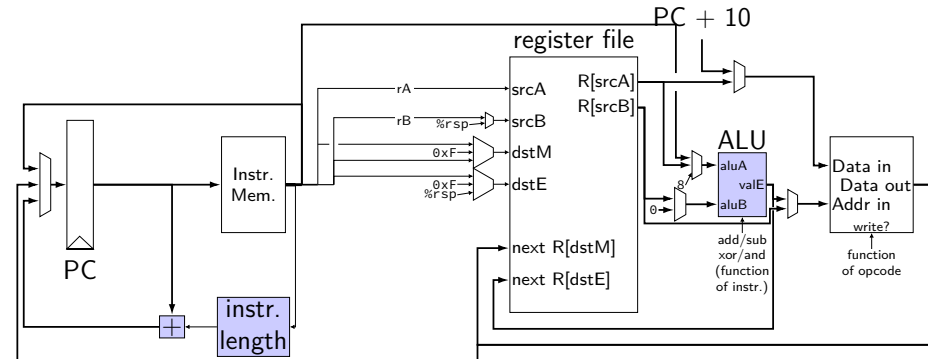 PC + 10
register file
R[srcA]
rA
srcA
R[srcB]
rB
%rsp
srcB
0xF
dstM
ALU
aluA
Data in
Instr.
Mem.
0xF
dstE
8
valE
Data out
%rsp
0
aluB
Addr in
write?
next R[dstM]
add/sub
xor/and
(function
of instr.)
function
of opcode
PC
next R[dstE]
+
instr.
length